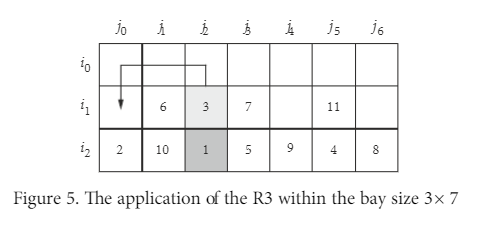 j0 j1 j2 j3 j4 j5 j6
i0
i1 6 3 7 11
i2 2 10 1 5 9 4 8
Figure 5. The application of the R3 within the bay size 3× 7